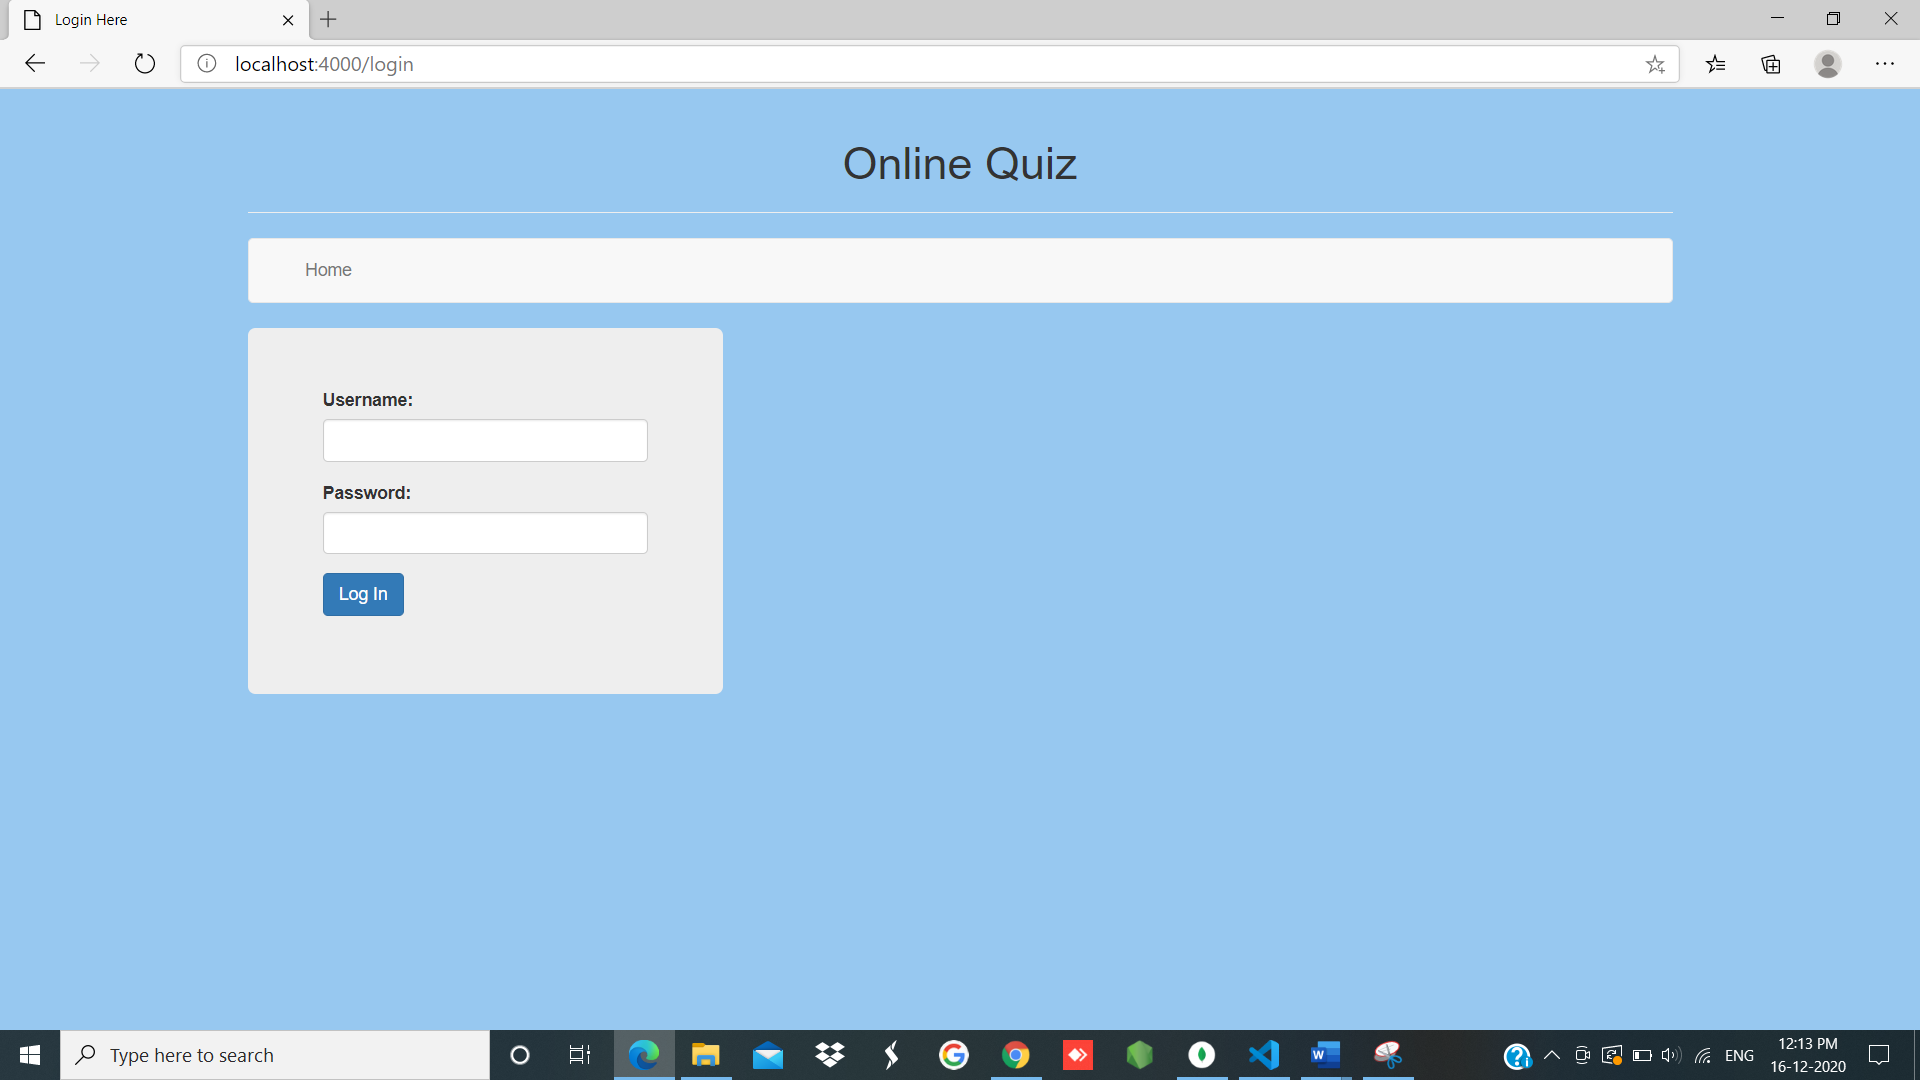 Login Here
localhost:4000/login
Online Quiz
Home
Username:
Password:
Log In
Type here to search
ENG
12:13 PM
16-12-2020